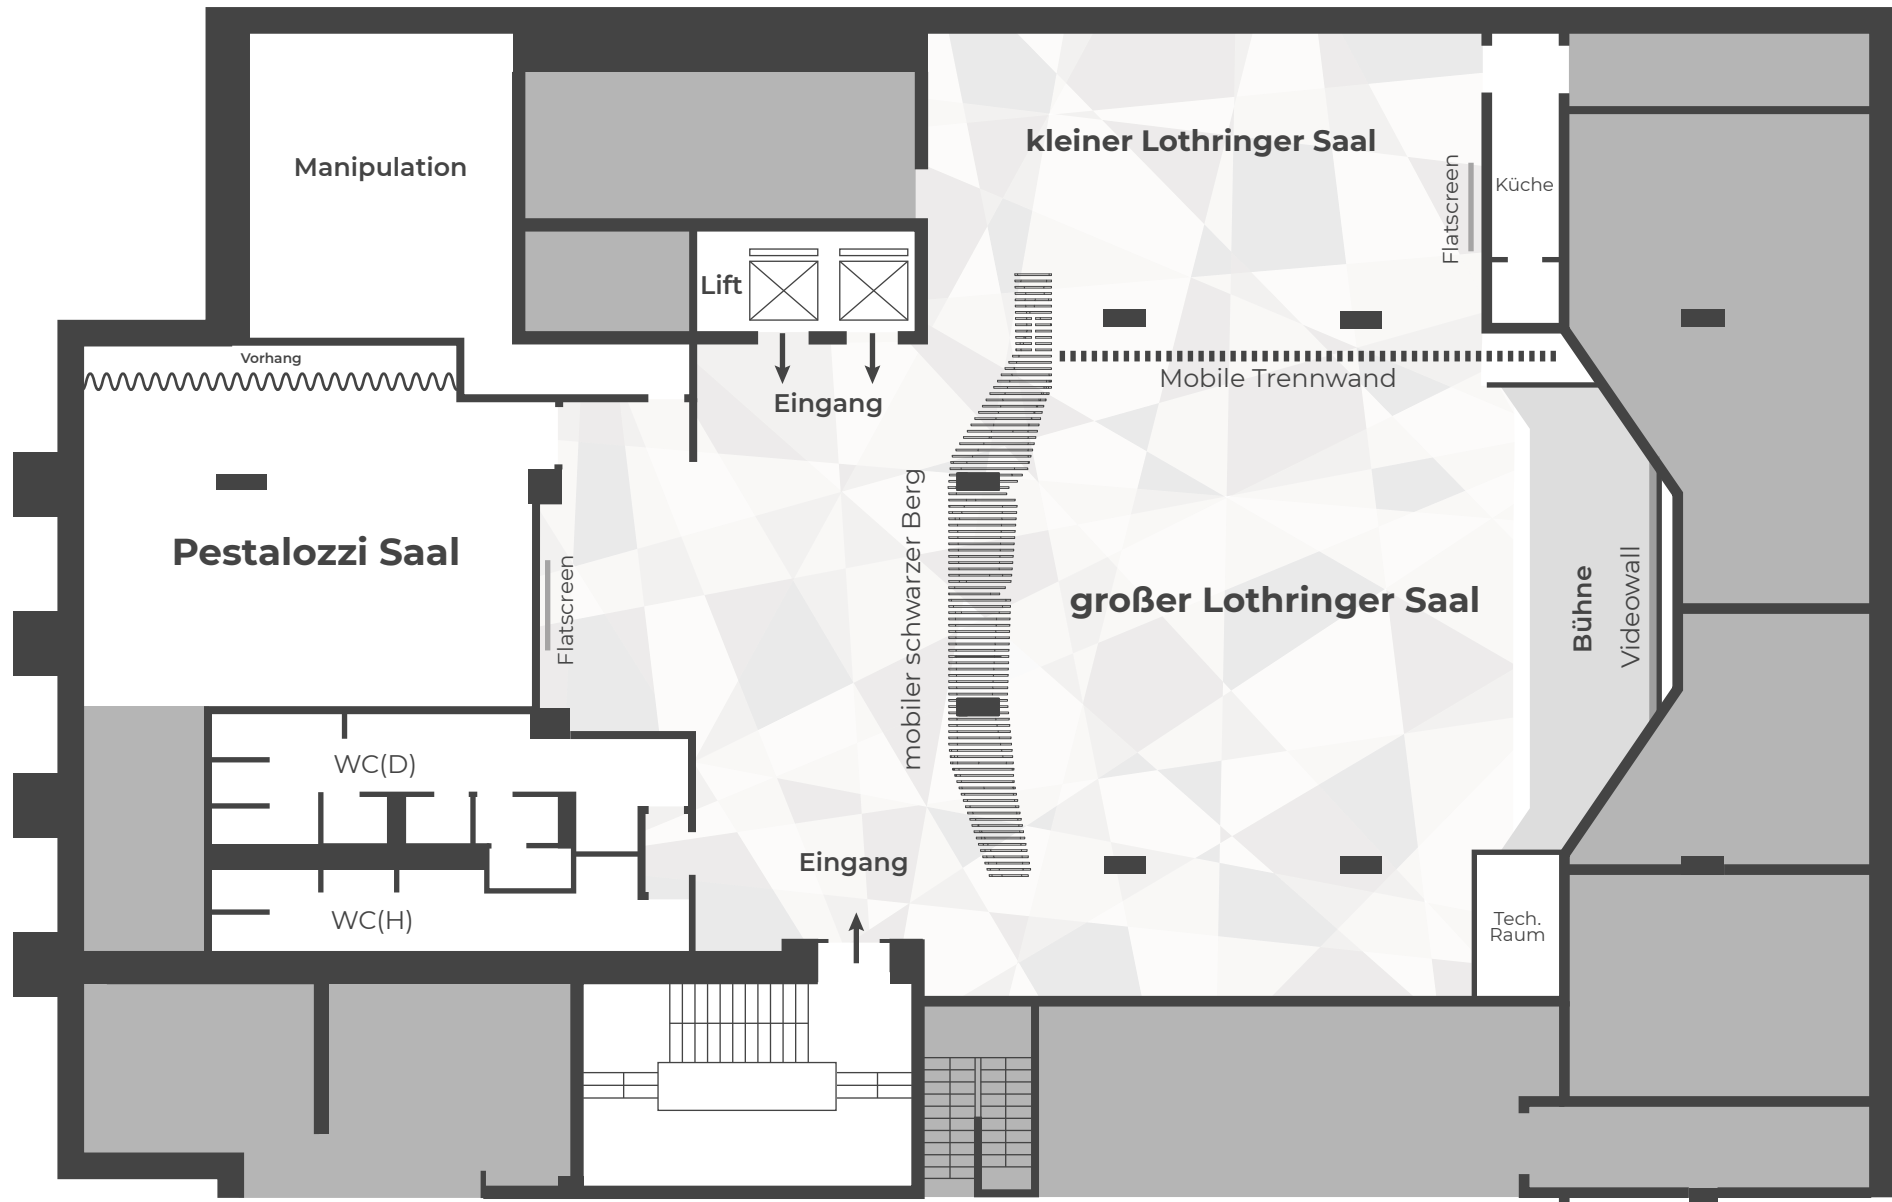 kleiner Lothringer Saal
Manipulation
Flatscreen
Küche
Lift
Vorhang
Mobile Trennwand
Eingang
mobiler schwarzer Berg
Pestalozzi Saal
Flatscreen
großer Lothringer Saal
Bühne
Videowall
WC(D)
Eingang
WC(H)
Tech.
Raum